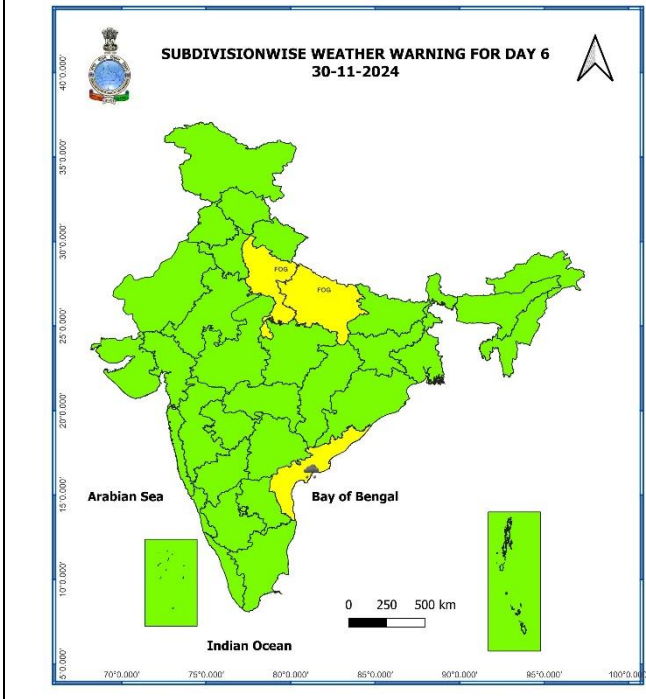 SUBDIVISIONWISE WEATHER WARNING FOR DAY 6
30-11-2024
40°0.000'
35°0.000'
30°0.000'
25°0.000'
20°0.000'
15°0.000'
10°0.000'
5°0.000'
FOG
FOG
Arabian Sea
Bay of Bengal
0 250 500 km
Indian Ocean
70°0.000' 75°0.000' 80°0.000' 85°0.000' 90°0.000' 95°0.000' 100°0.000'